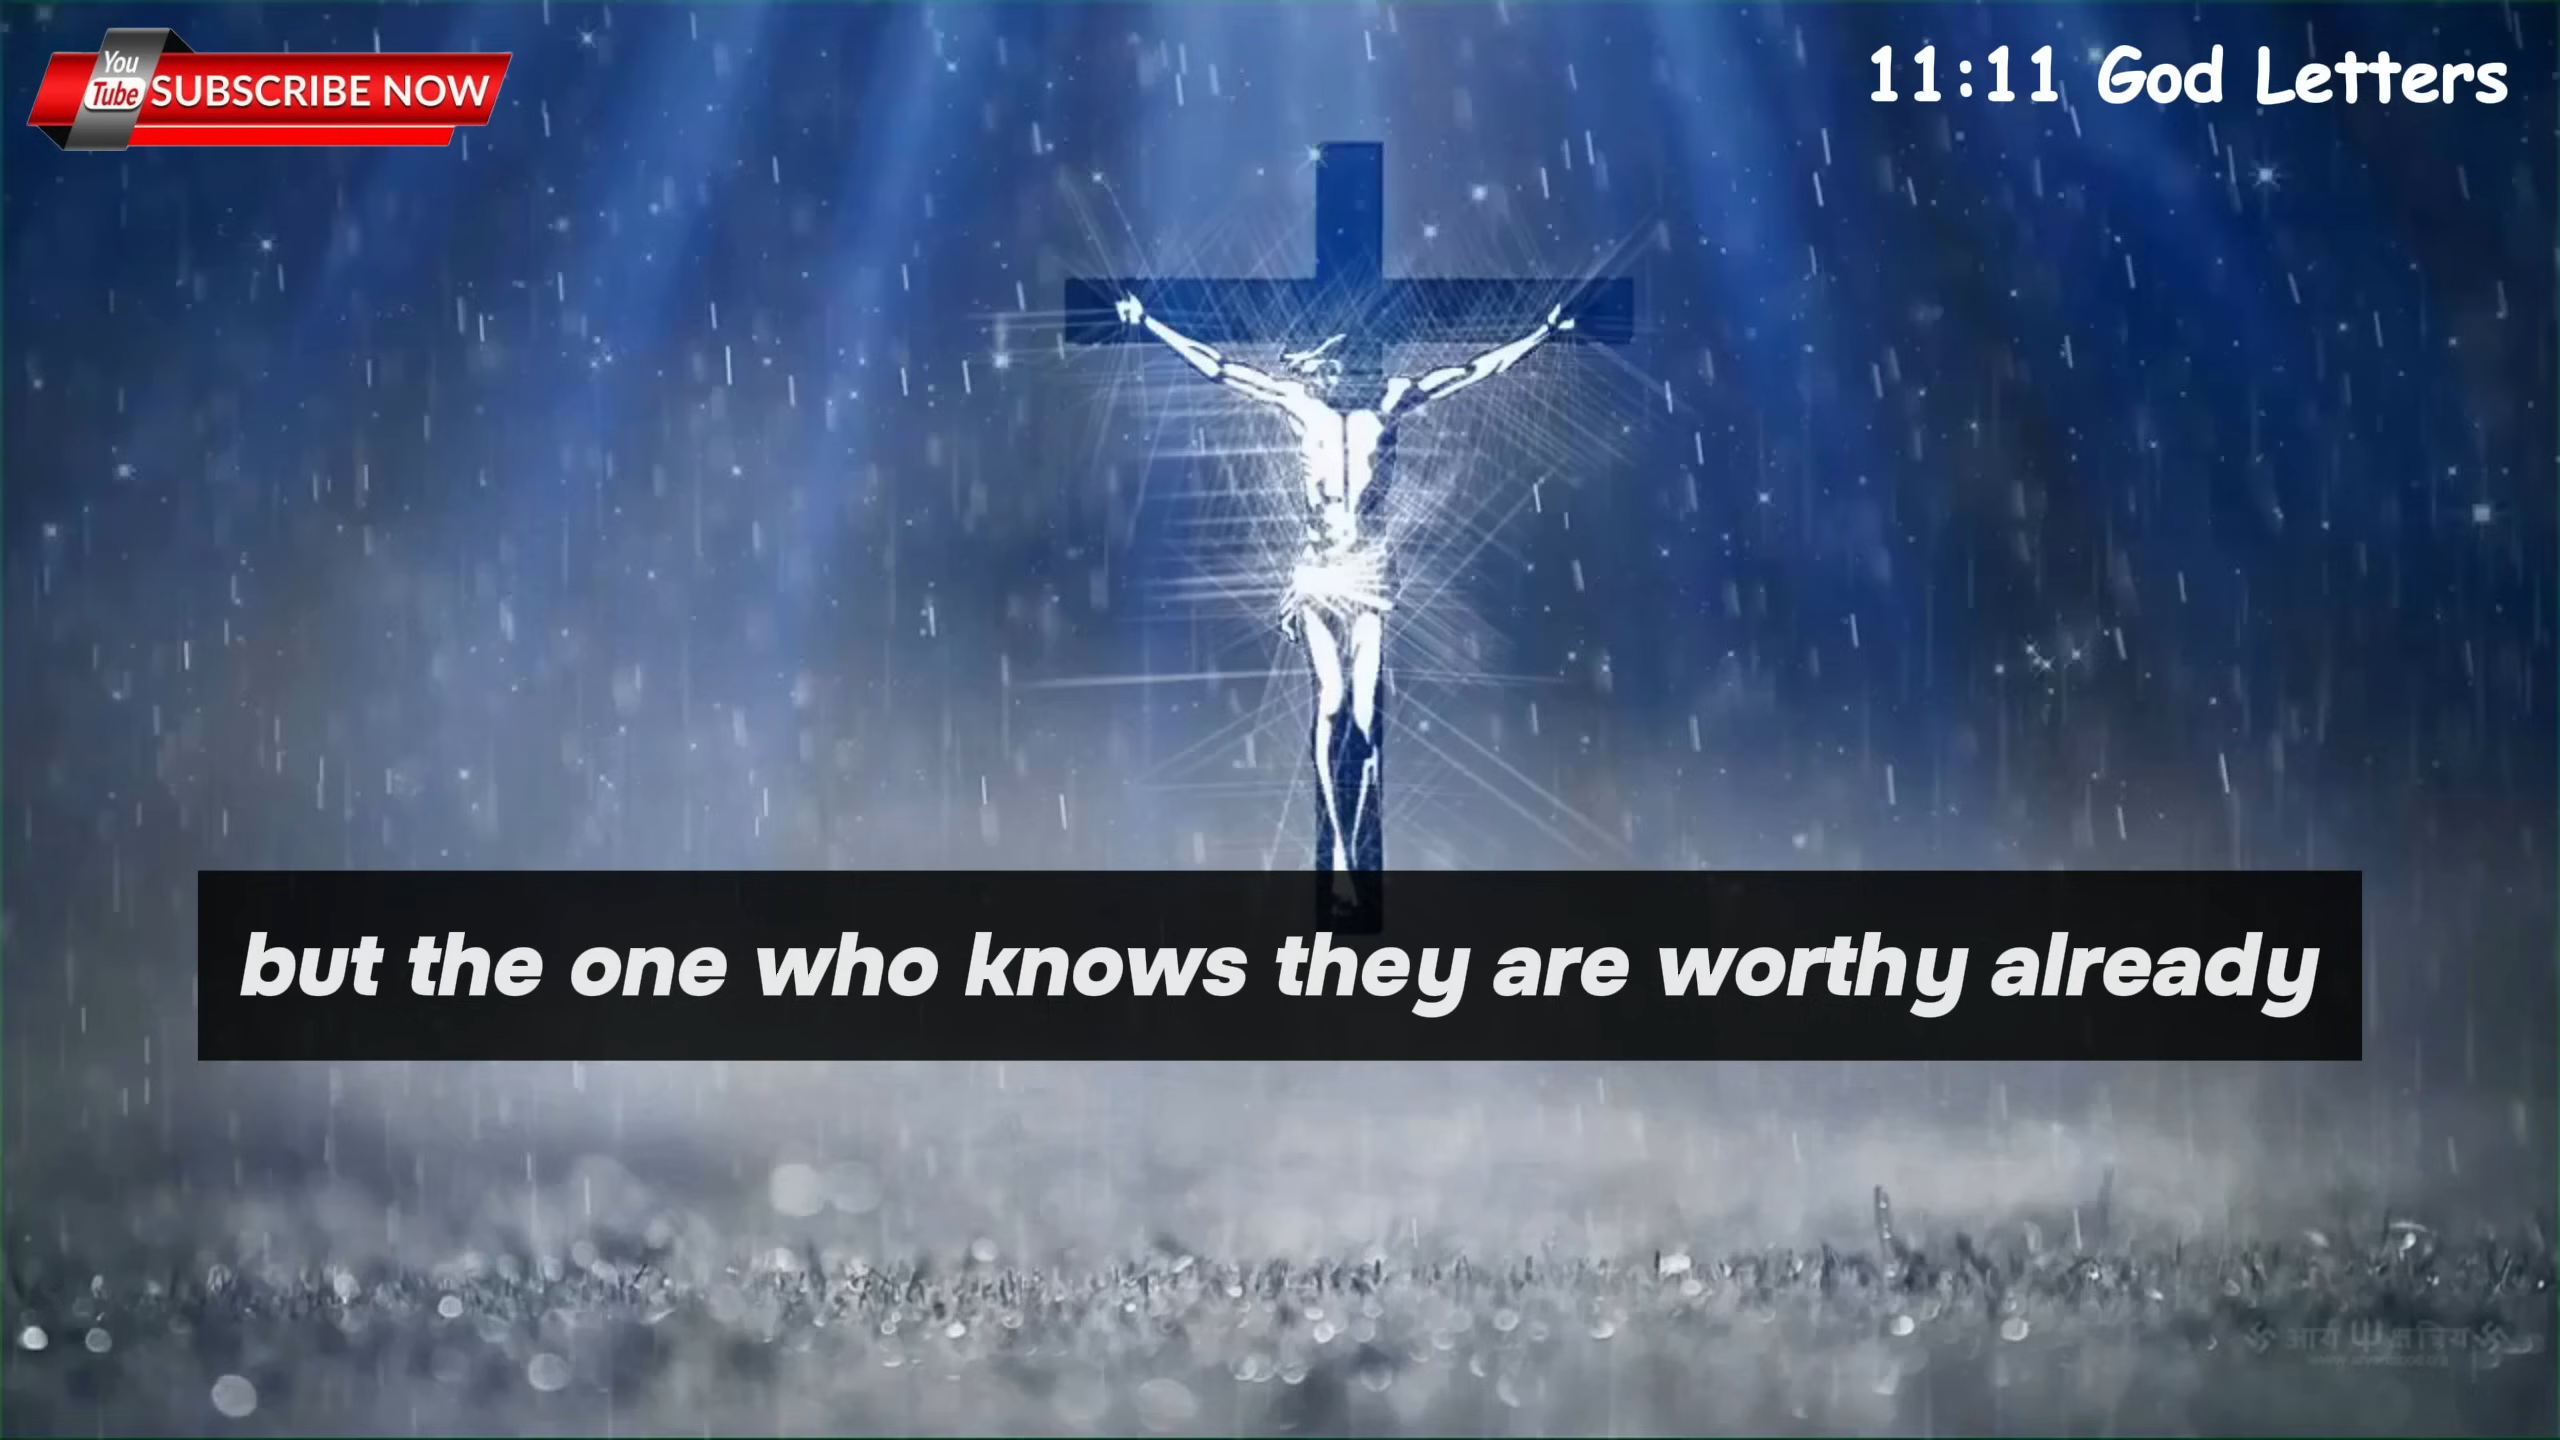 You
Tube SUBSCRIBE NOW
11:11 God Letters
but the one who knows they are worthy already